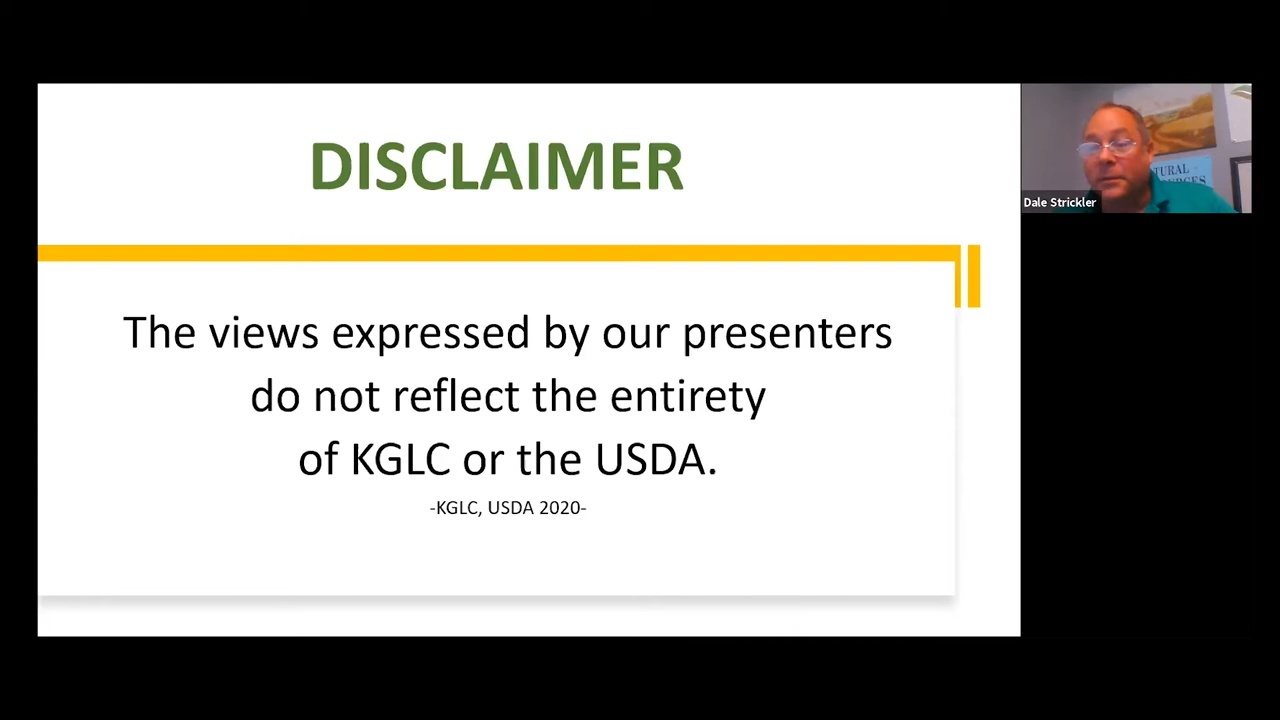 DISCLAIMER
The views expressed by our presenters
do not reflect the entirety
of KGLC or the USDA.
-KGLC, USDA 2020-
Dale Strickler